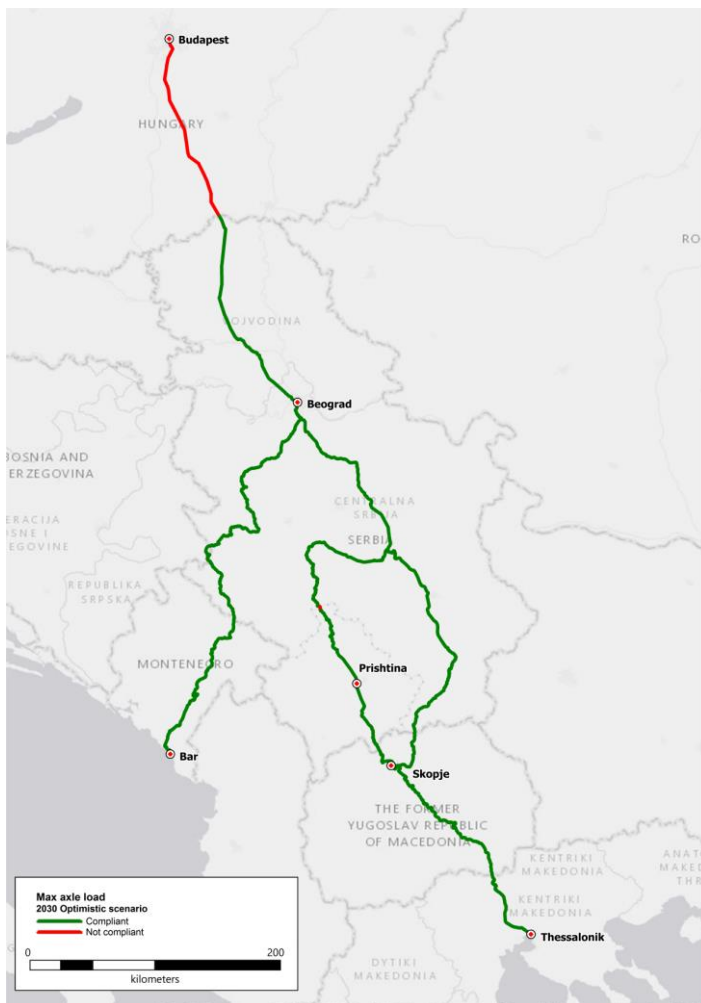 Budapest
HUNGARY
RO
VOJVODINA
Beograd
BOSNIA AND
HERZEGOVINA
CENTRALNA
SRBIJA
SERBIA
REPUBLIKA
SRPSKA
MONTENEGRO
Prishtina
Bar
Skopje
THE FORMER
YUGOSLAV REPUBLIC
OF MACEDONIA
KENTRIKI
MAKEDONIA
KENTRIKI
MAKEDONIA
Thessalonik
DYTIKI
MAKEDONIA
Max axle load
2030 Optimistic scenario
Compliant
Not compliant
0 200
kilometers